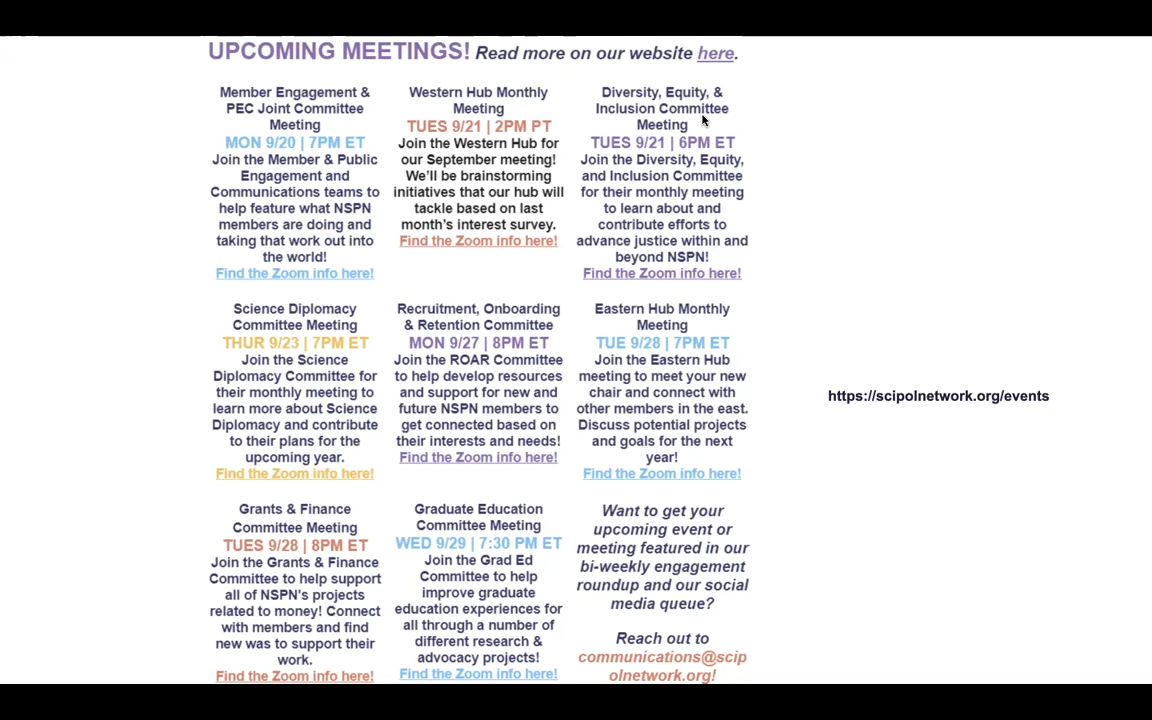 UPCOMING MEETINGS! Read more on our website here.
Member Engagement &
PEC Joint Committee
Meeting
MON 9/20 | 7PM ET
Join the Member & Public
Engagement and
Communications teams to
help feature what NSPN
members are doing and
taking that work out into
the world!
Find the Zoom info here!
Western Hub Monthly
Meeting
TUES 9/21 | 2PM PT
Join the Western Hub for
our September meeting!
We'll be brainstorming
initiatives that our hub will
tackle based on last
month's interest survey.
Find the Zoom info here!
Diversity, Equity, &
Inclusion Committee
Meeting
TUES 9/21 | 6PM ET
Join the Diversity, Equity,
and Inclusion Committee
for their monthly meeting
to learn about and
contribute efforts to
advance justice within and
beyond NSPN!
Find the Zoom info here!
Science Diplomacy
Committee Meeting
THUR 9/23 | 7PM ET
Join the Science
Diplomacy Committee for
their monthly meeting to
learn more about Science
Diplomacy and contribute
to their plans for the
upcoming year.
Find the Zoom info here!
Recruitment, Onboarding
& Retention Committee
MON 9/27 | 8PM ET
Join the ROAR Committee
to help develop resources
and support for new and
future NSPN members to
get connected based on
their interests and needs!
Find the Zoom info here!
Eastern Hub Monthly
Meeting
TUE 9/28 | 7PM ET
Join the Eastern Hub
meeting to meet your new
chair and connect with
other members in the east.
Discuss potential projects
and goals for the next
year!
Find the Zoom info here!
https://scipolnetwork.org/events
Grants & Finance
Committee Meeting
TUES 9/28 | 8PM ET
Join the Grants & Finance
Committee to help support
all of NSPN's projects
related to money! Connect
with members and find
new was to support their
work.
Find the Zoom info here!
Graduate Education
Committee Meeting
WED 9/29 | 7:30 PM ET
Join the Grad Ed
Committee to help
improve graduate
education experiences for
all through a number of
different research &
advocacy projects!
Find the Zoom info here!
Want to get your
upcoming event or
meeting featured in our
bi-weekly engagement
roundup and our social
media queue?
Reach out to
communications@scip
olnetwork.org!